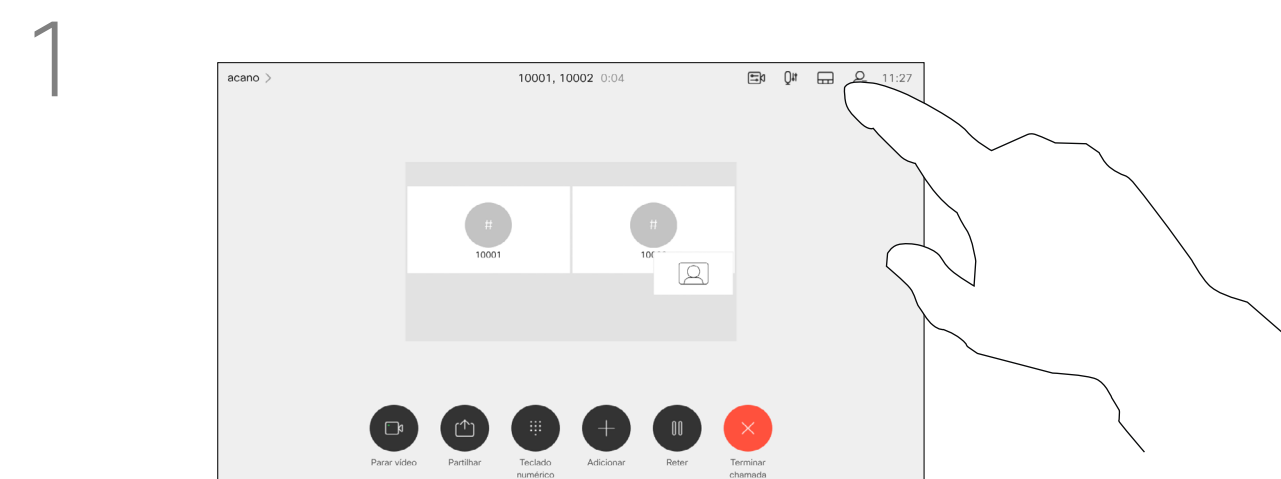 1
acano >
10001, 10002 0:04
11:27
#
#
10001
Parar vídeo
Partilhar
Teclado
numérico
Adicionar
Reter
Terminar
chamada